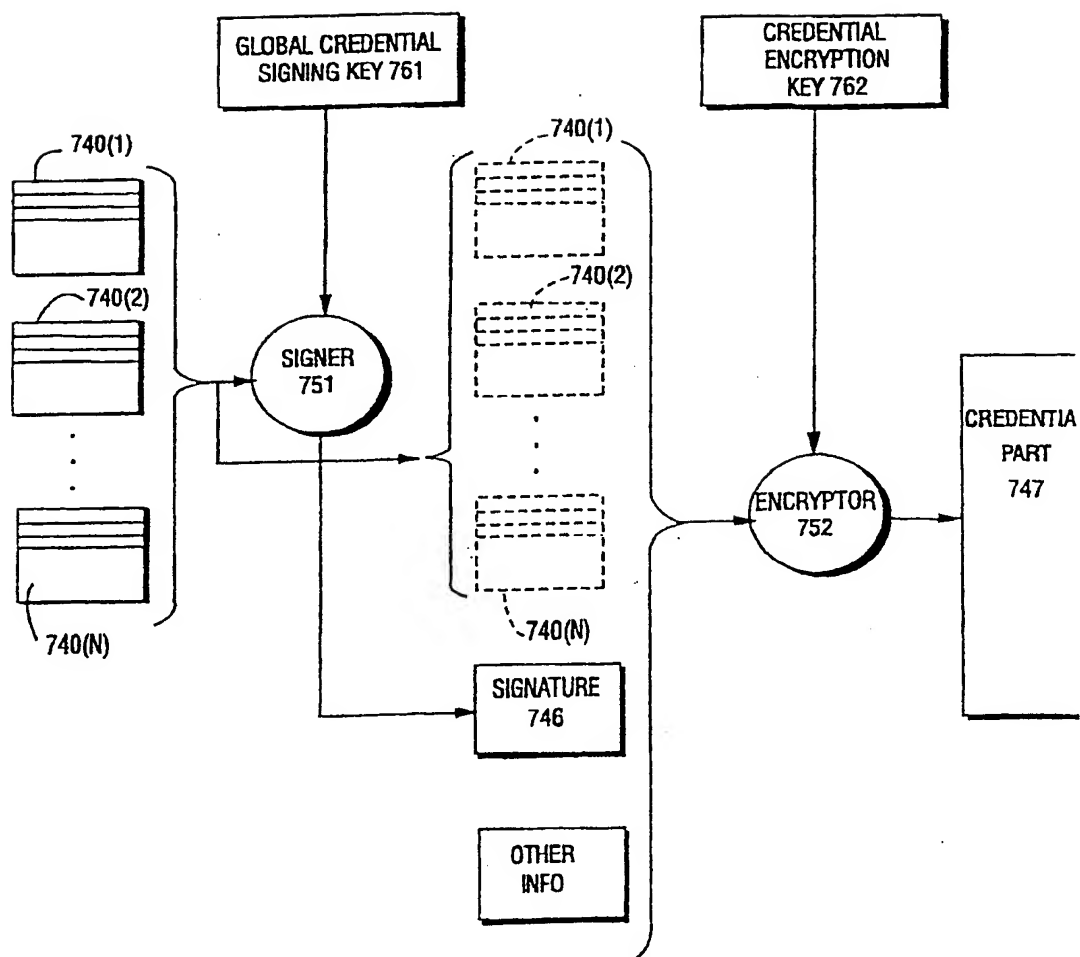 GLOBAL CREDENTIAL
SIGNING KEY 761
CREDENTIAL
ENCRYPTION
KEY 762
740(1)
740(1)
740(2)
740(2)
SIGNER
751
CREDENTIA
PART
747
ENCRYPTOR
752
740(N)
740(N)
SIGNATURE
746
OTHER
INFO